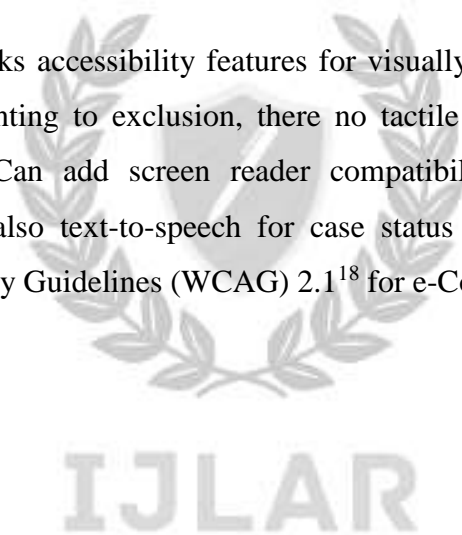 ks accessibility features for visually
nting to exclusion, there no tactile
Can add screen reader compatibil
also text-to-speech for case status
y Guidelines (WCAG) 2.1¹⁸ for e-Co
IJLAR